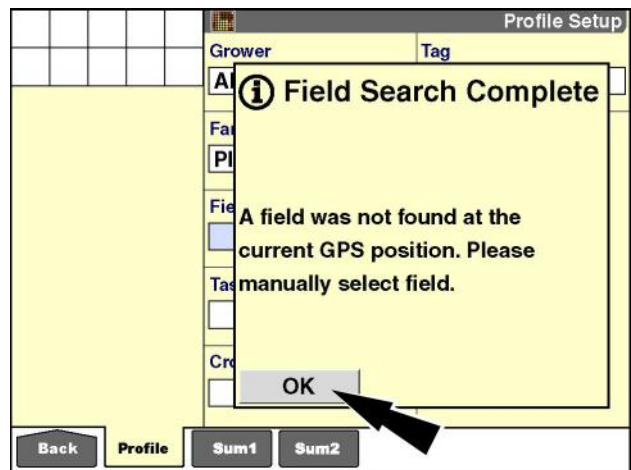 Profile Setup
Grower
Tag
Field Search Complete
A field was not found at the
current GPS position. Please
manually select field.
OK
Back
Profile
Sum1
Sum2